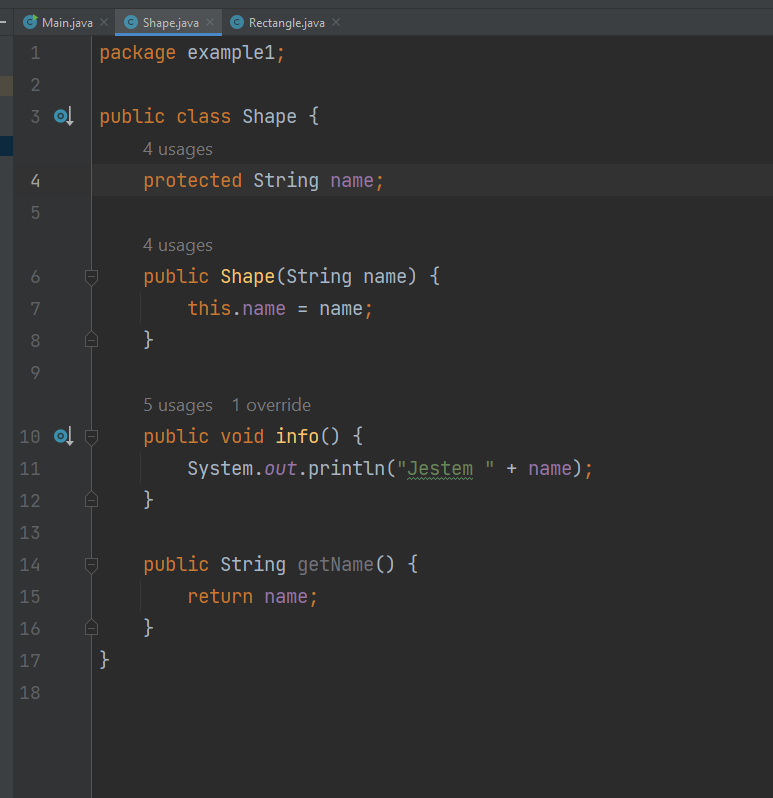 Main.java Shape.java Rectangle.java
1 package example1;
2
3 public class Shape {
4 usages
4 protected String name;
5
4 usages
6 public Shape(String name) {
7 this.name = name;
8 }
9
5 usages 1 override
10 public void info() {
11 System.out.println("Jestem " + name);
12 }
13
14 public String getName() {
15 return name;
16 }
17 }
18